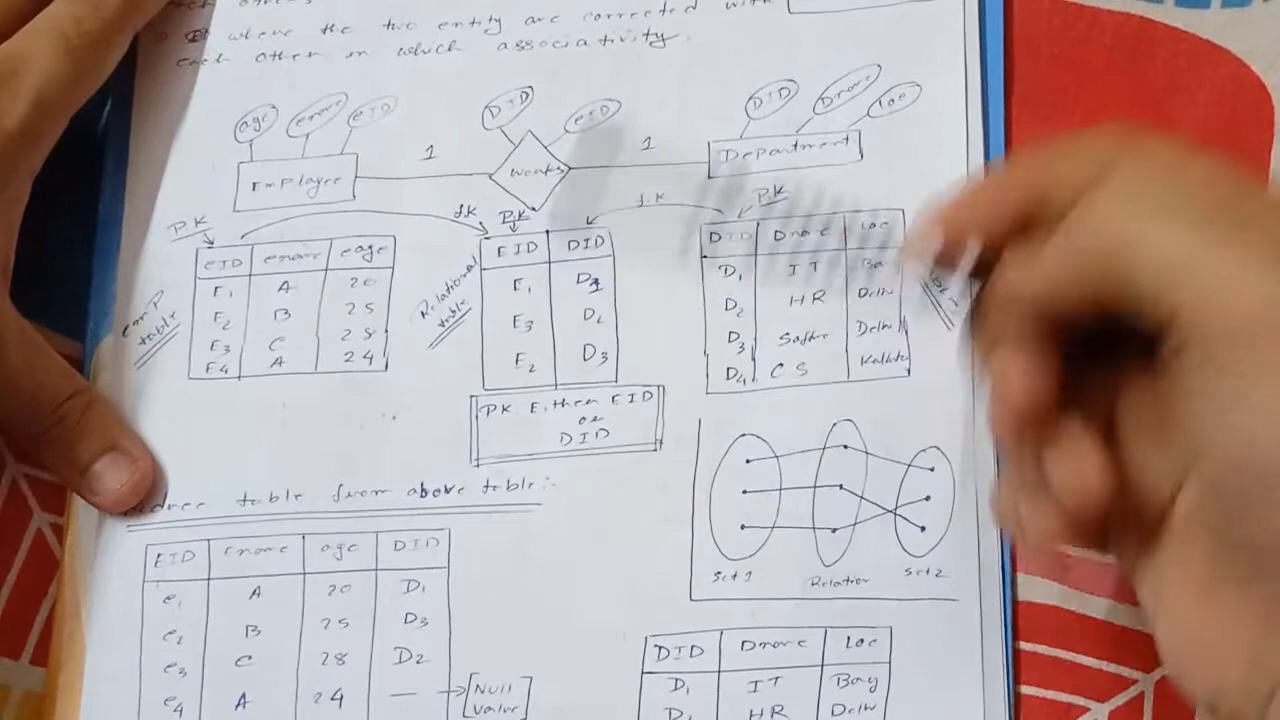 where the two entity are corrected with
each other in which associativity
age ename eID
DID eID
DID Dname Loc
Employee
1
works
1
Department
PK
f.k
PK
f.k
PK
emp table
eID ename eage
E1 A 20
E2 B 25
E3 C 28
E4 A 24
Relational table
EID DID
E1 D1
E3 D2
E2 D3
DID Dname Loc
D1 IT
D2 HR Delhi
D3 Delhi
D4 CS
PK Either EID
or
DID
table from above table:-
Set 1 Relation Set 2
EID Ename age DID
e1 A 20 D1
e2 B 25 D3
e3 C 28 D2
e4 A 24 —
[Null Value]
DID Dname Loc
D1 IT Bay
HR Delhi